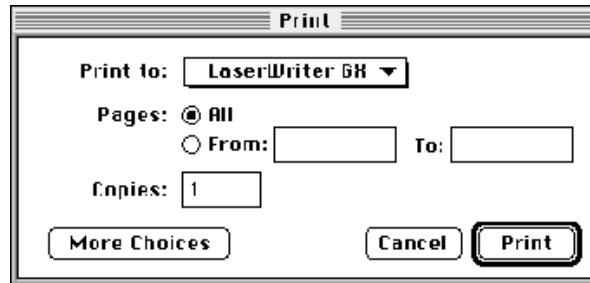 Print
Print to: LaserWriter GX
Pages: All
From: To:
Copies: 1
More Choices Cancel Print